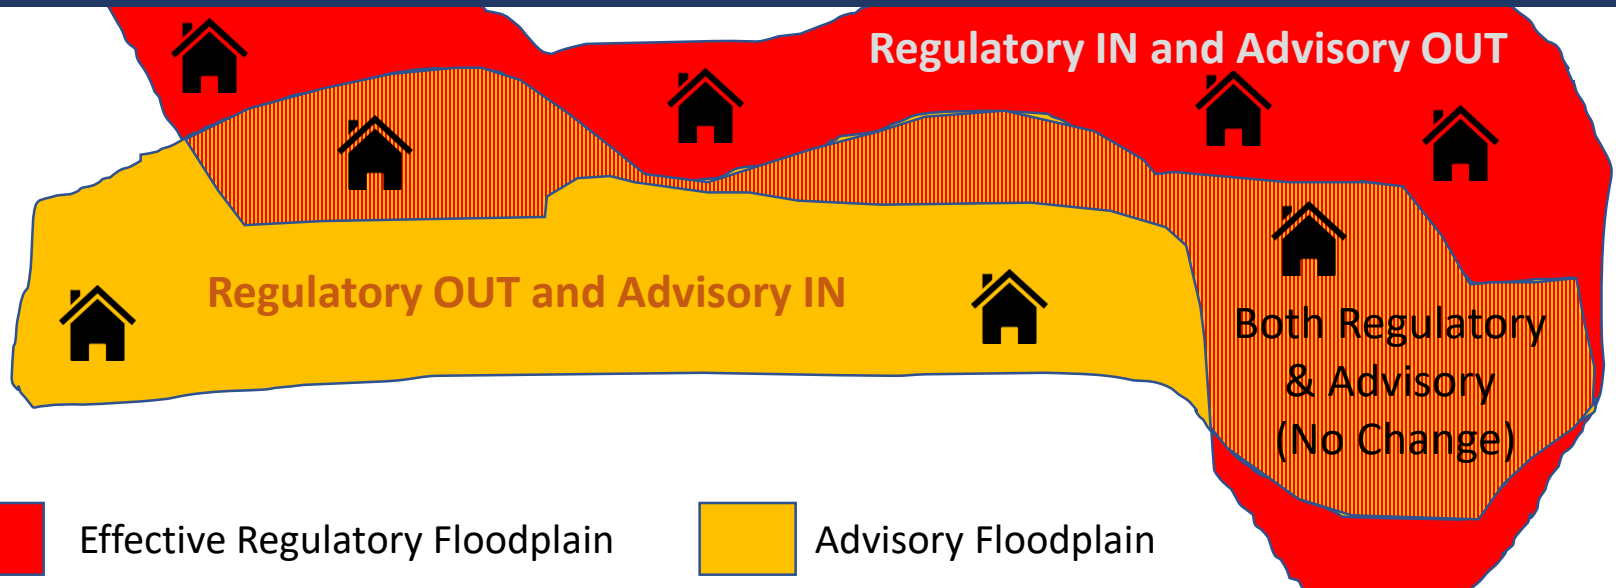 Regulatory IN and Advisory OUT
Regulatory OUT and Advisory IN
Both Regulatory
& Advisory
(No Change)
Effective Regulatory Floodplain
Advisory Floodplain